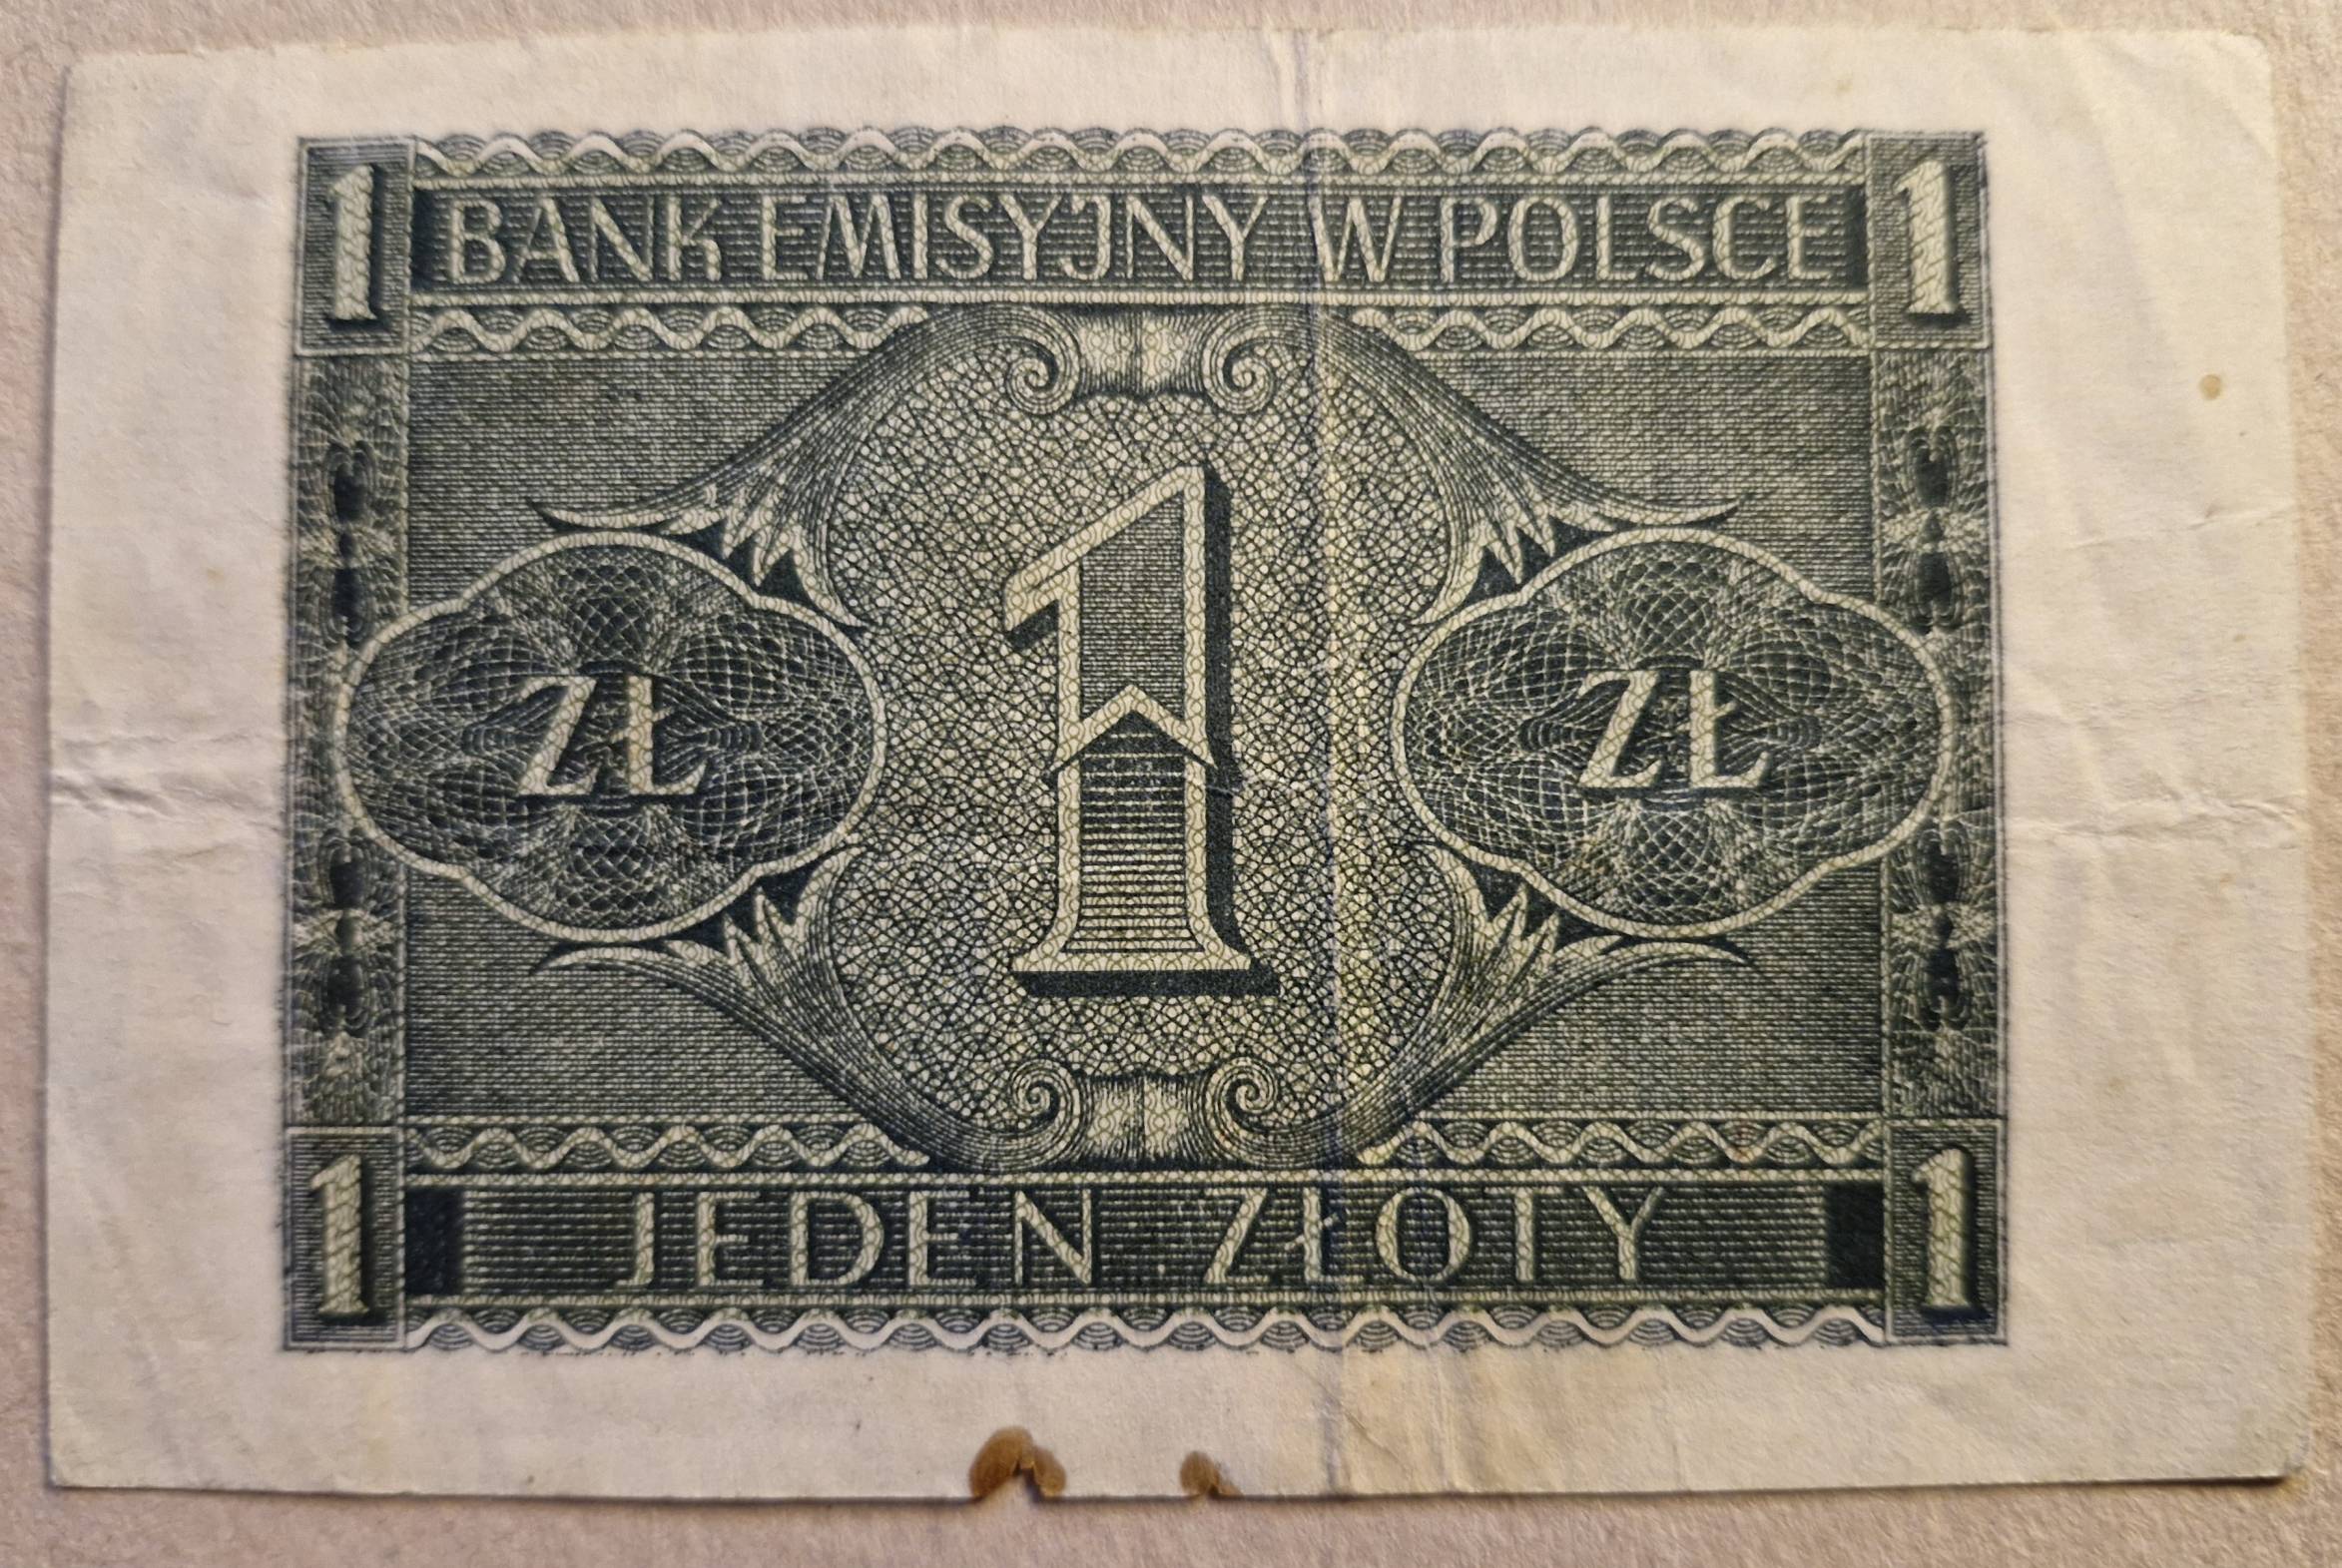 1 BANK EMISYJNY W POLSCE 1
1
ZŁ ZŁ
1 JEDEN ZŁOTY 1